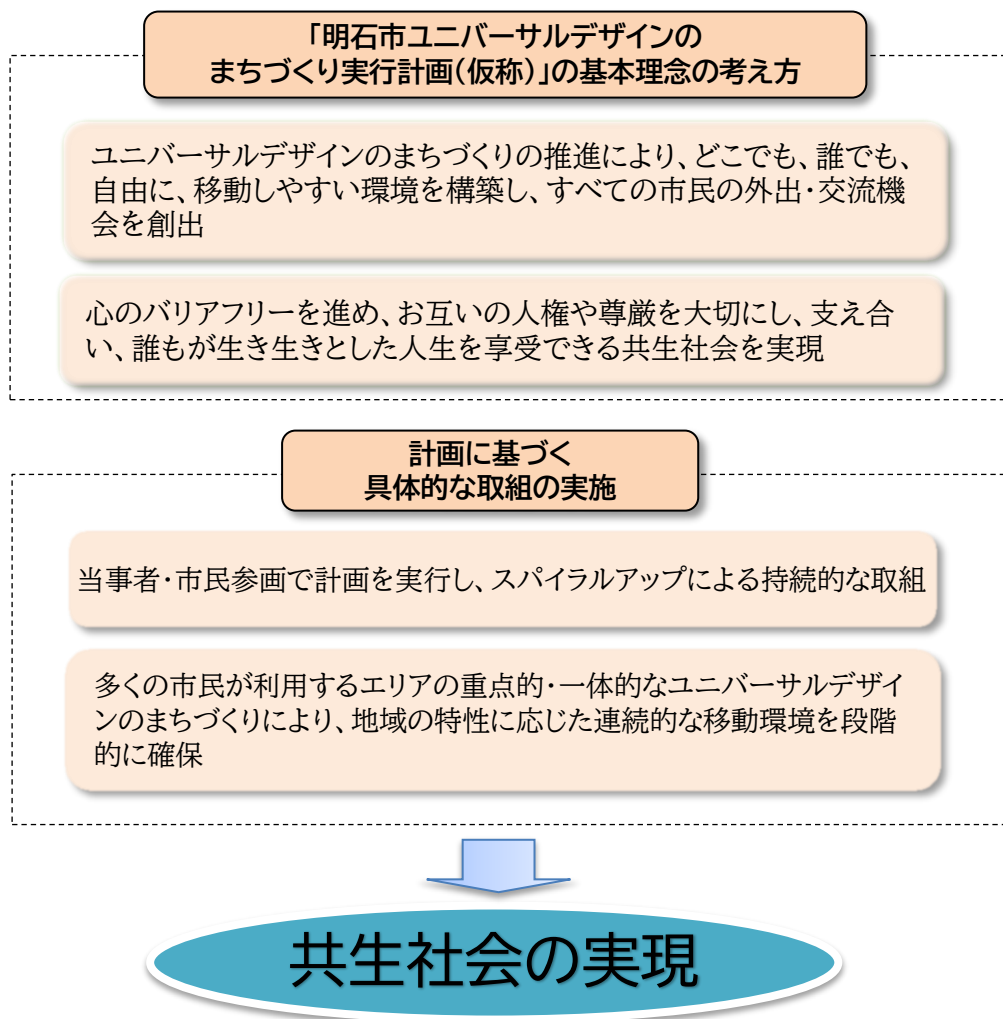 「明石市ユニバーサルデザインの
まちづくり実行計画(仮称)」の基本理念の考え方
ユニバーサルデザインのまちづくりの推進により、どこでも、誰でも、
自由に、移動しやすい環境を構築し、すべての市民の外出・交流機
会を創出
心のバリアフリーを進め、お互いの人権や尊厳を大切にし、支え合
い、誰もが生き生きとした人生を享受できる共生社会を実現
計画に基づく
具体的な取組の実施
当事者・市民参画で計画を実行し、スパイラルアップによる持続的な取組
多くの市民が利用するエリアの重点的・一体的なユニバーサルデザイ
ンのまちづくりにより、地域の特性に応じた連続的な移動環境を段階
的に確保
共生社会の実現